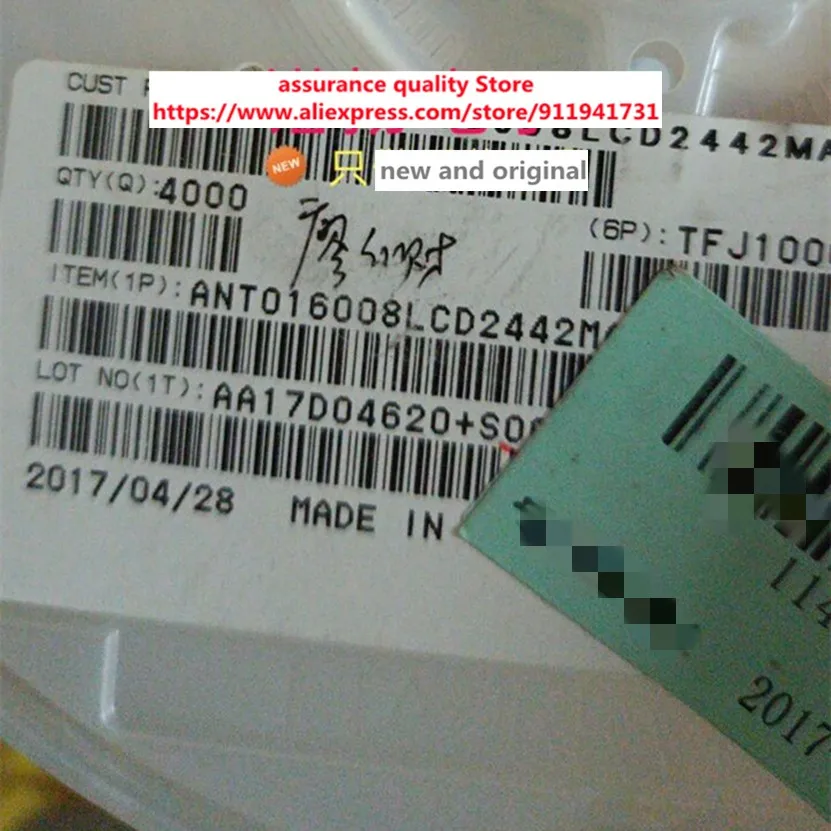 CUST
assurance quality Store
https://www.aliexpress.com/store/911941731
LCD2442MA
NEW 只 new and original
QTY(Q):4000
(6P): TFJ100
ITEM(1P): ANT016008LCD2442M
LOT NO(1T): AA17D04620+S0
2017/04/28 MADE IN
114
2017